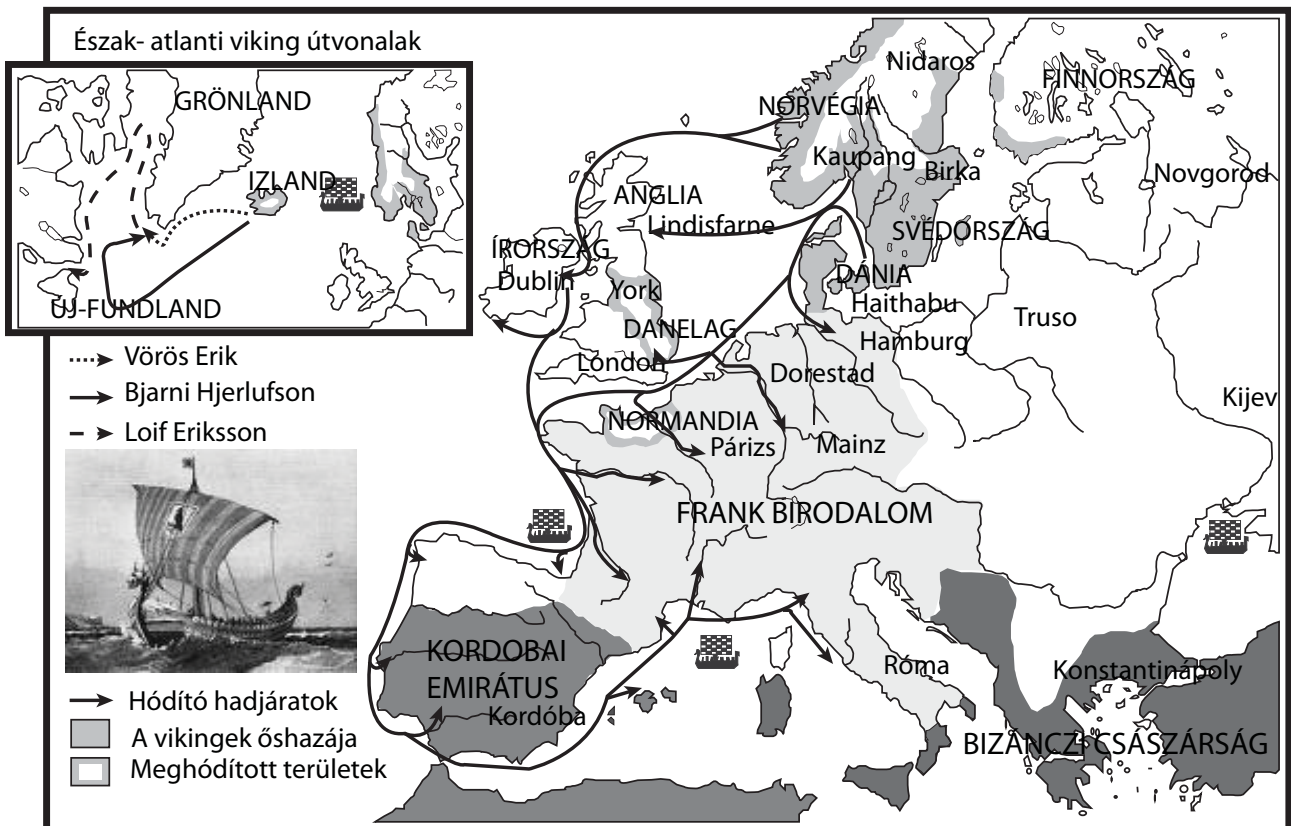 Észak- atlanti viking útvonalak
GRÖNLAND
IZLAND
ÚJ-FUNDLAND
Vörös Erik
Bjarni Hjerlufson
Loif Eriksson
Hódító hadjáratok
A vikingek őshazája
Meghódított területek
Nidaros
FINNORSZÁG
NORVÉGIA
Kaupang
Birka
Novgorod
ANGLIA
Lindisfarne
SVÉDORSZÁG
ÍRORSZÁG
Dublin
DÁNIA
York
Haithabu
Truso
DANELAG
Hamburg
London
Dorestad
Kijev
NORMANDIA
Párizs
Mainz
FRANK BIRODALOM
KORDOBAI
EMIRÁTUS
Kordóba
Róma
Konstantinápoly
BIZÁNCZI CSÁSZÁRSÁG